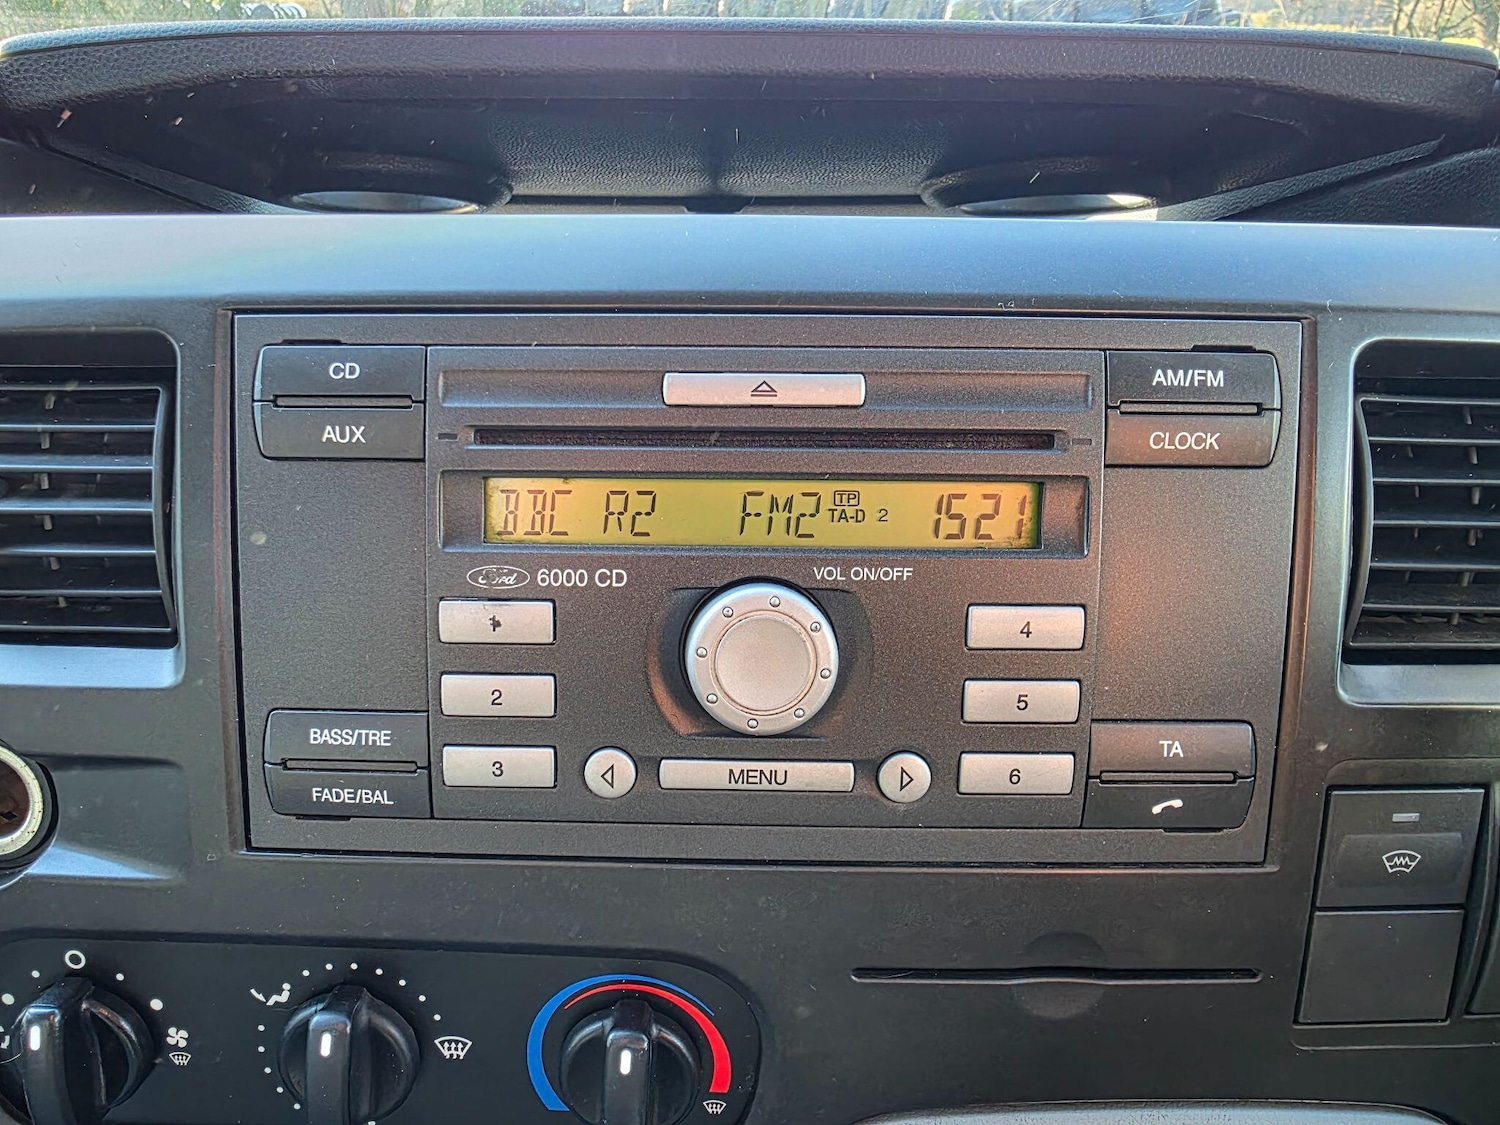 CD
AUX
AM/FM
CLOCK
BBC R2 FM2 TP TA-D 2 1521
Ford 6000 CD
VOL ON/OFF
1
2
3
4
5
6
BASS/TRE
FADE/BAL
MENU
TA